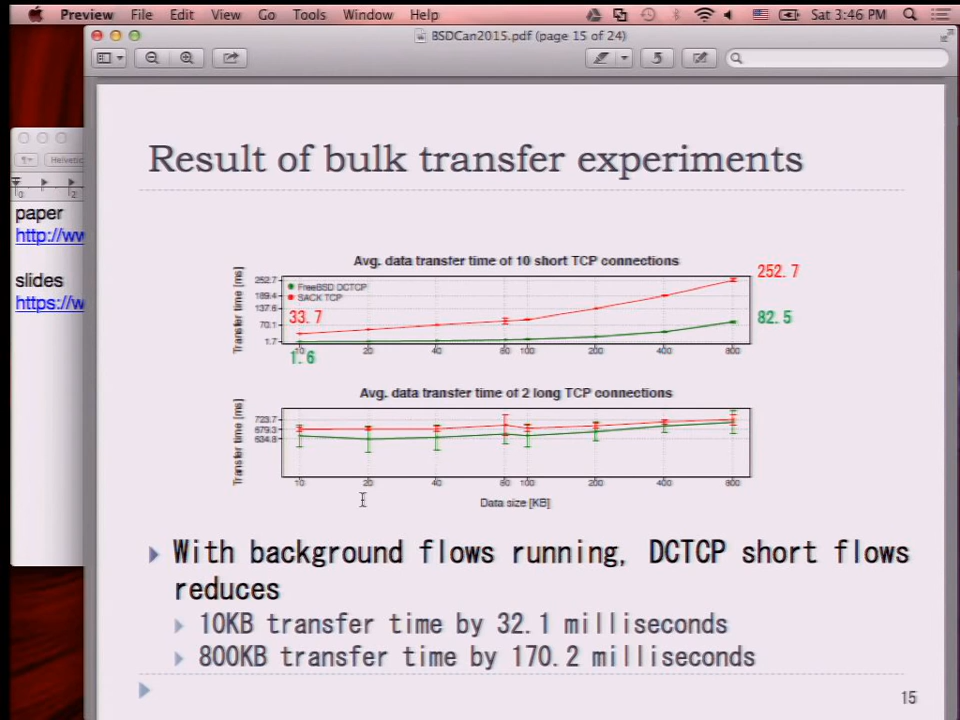 Preview File Edit View Go Tools Window Help Sat 3:46 PM
BSDCan2015.pdf (page 15 of 24)
Helvetic
0 2
paper
http://ww
slides
https://w
Result of bulk transfer experiments
Avg. data transfer time of 10 short TCP connections
Transfer time [ms]
252.7
189.4
137.6
70.1
1.7
FreeBSD DCTCP
SACK TCP
33.7
252.7
82.5
1.6
10 20 40 80 100 200 400 800
Avg. data transfer time of 2 long TCP connections
Transfer time [ms]
723.7
679.3
634.8
10 20 40 80 100 200 400 800
Data size [KB]
With background flows running, DCTCP short flows
reduces
10KB transfer time by 32.1 milliseconds
800KB transfer time by 170.2 milliseconds
15